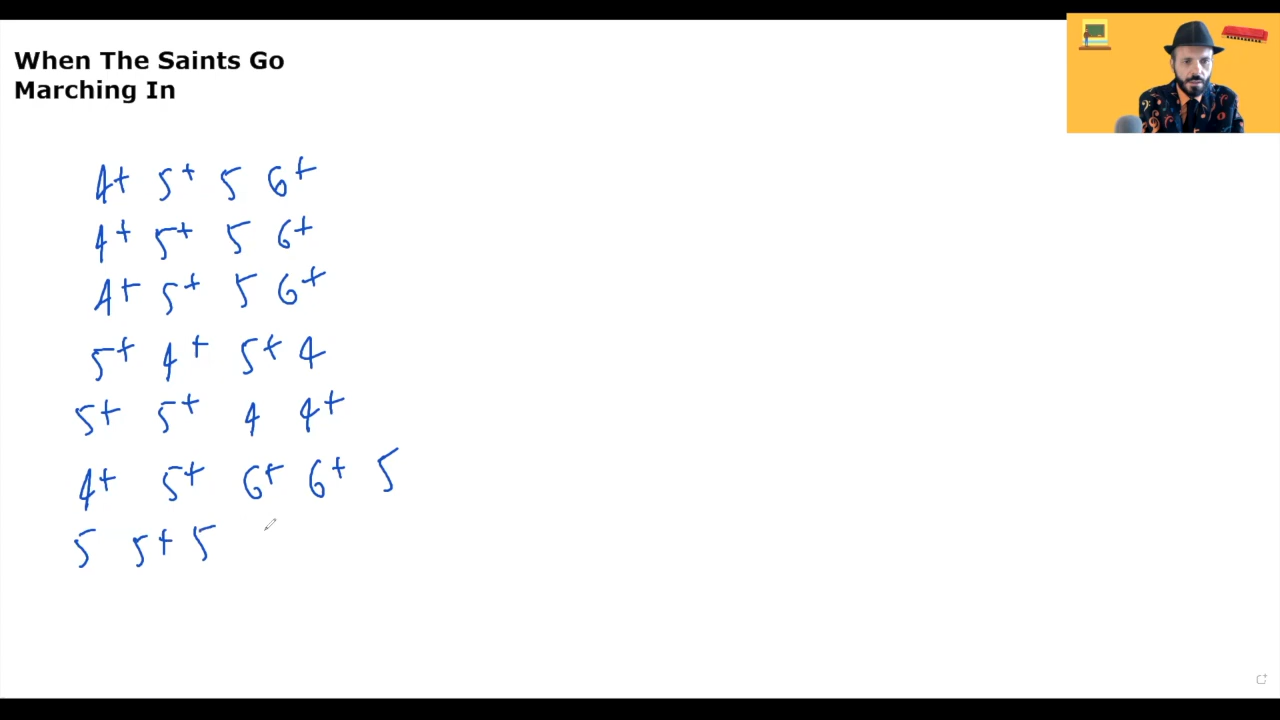 When The Saints Go
Marching In
4+ 5+ 5 6+
4+ 5+ 5 6+
4+ 5+ 5 6+
5+ 4+ 5+ 4
5+ 5+ 4 4+
4+ 5+ 6+ 6+ 5
5 5+ 5